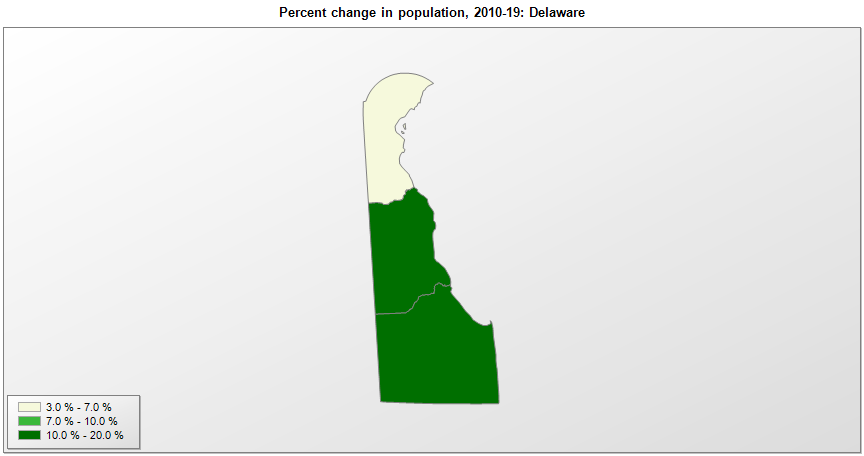 Percent change in population, 2010-19: Delaware
3.0 % - 7.0 %
7.0 % - 10.0 %
10.0 % - 20.0 %